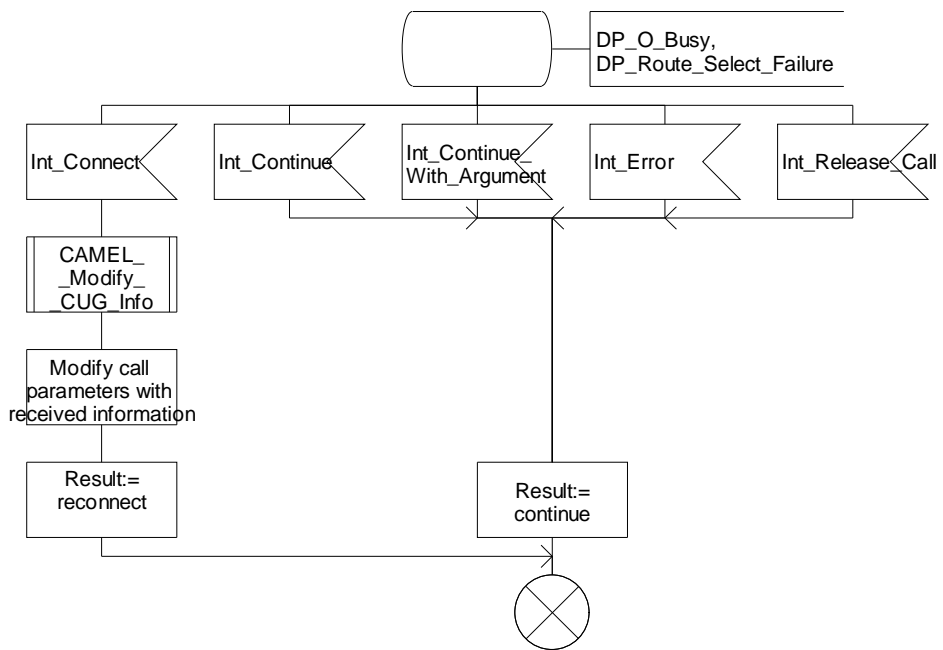 DP_O_Busy,
DP_Route_Select_Failure
Int_Connect
Int_Continue
Int_Continue_
With_Argument
Int_Error
Int_Release_Call
CAMEL_
_Modify_
_CUG_Info
Modify call
parameters with
received information
Result:=
reconnect
Result:=
continue